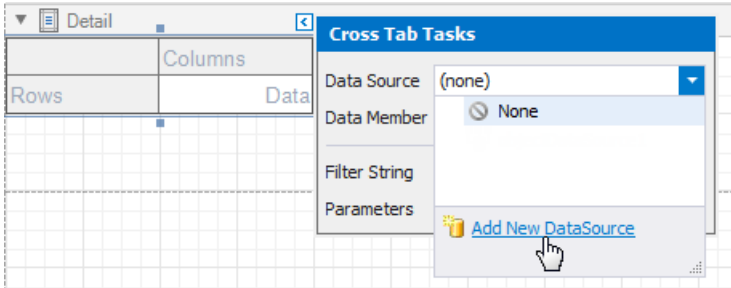 Detail
Cross Tab Tasks
Columns
Rows Data
Data Source (none)
None
Data Member
Filter String
Parameters
Add New DataSource